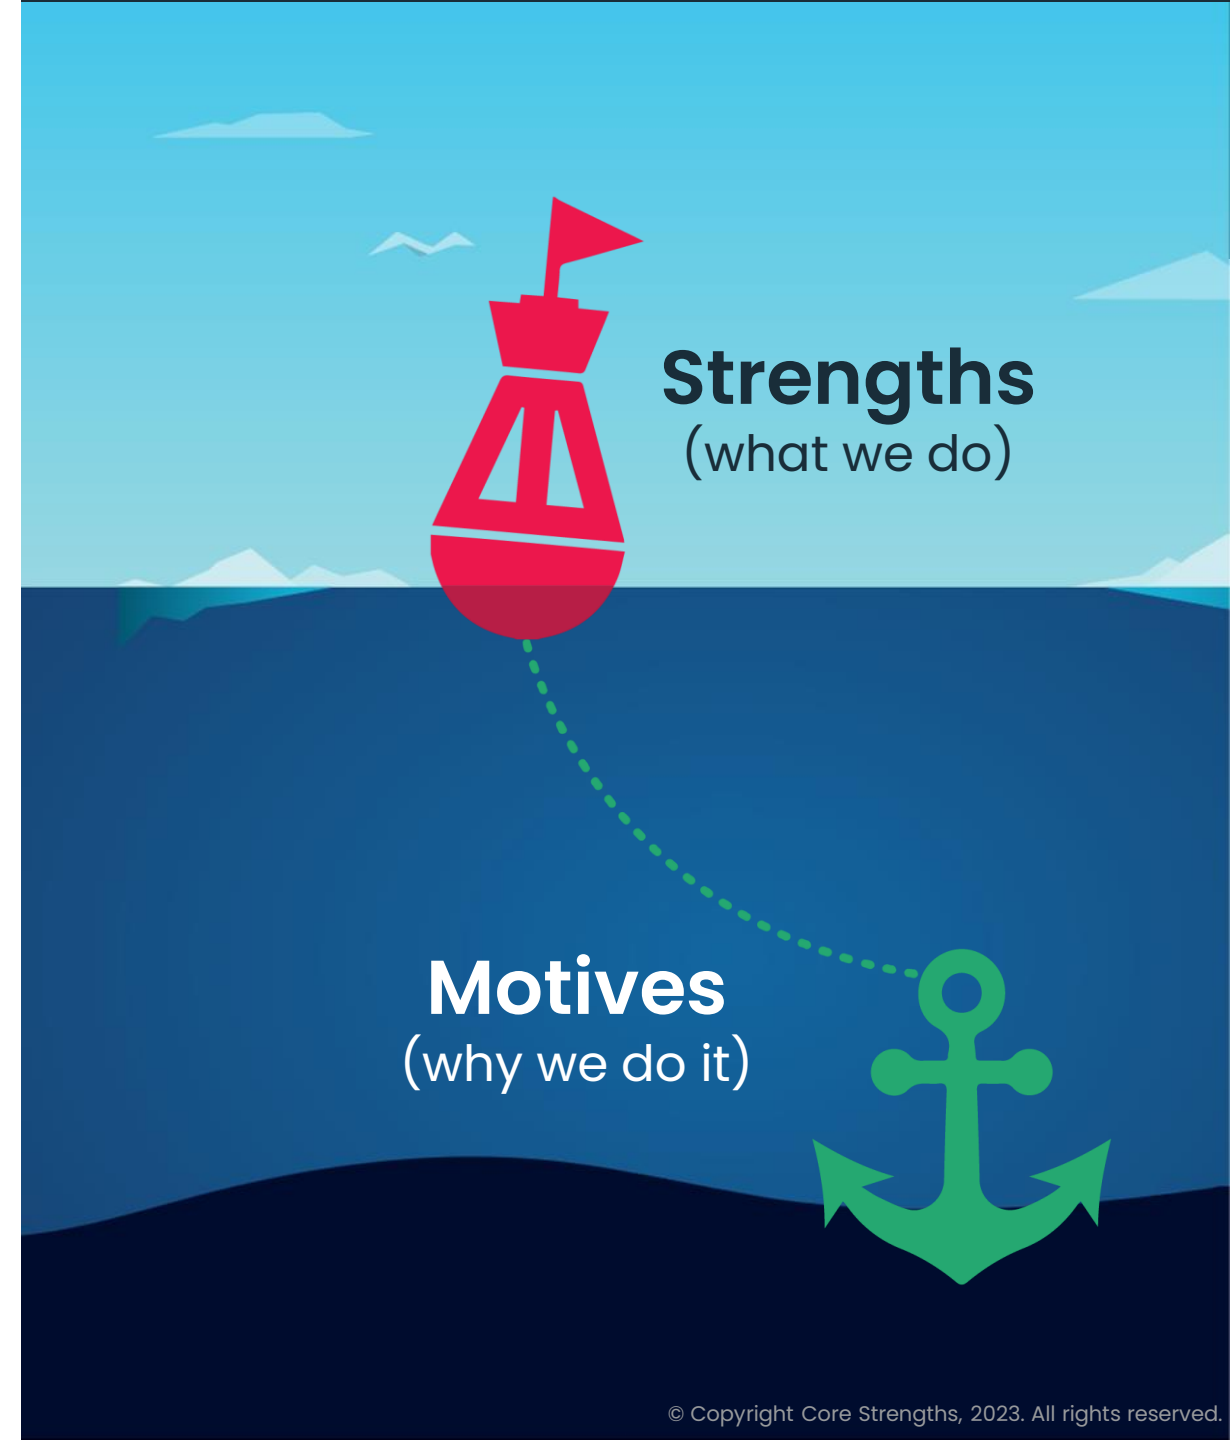 Strengths
(what we do)
Motives
(why we do it)
© Copyright Core Strengths, 2023. All rights reserved.